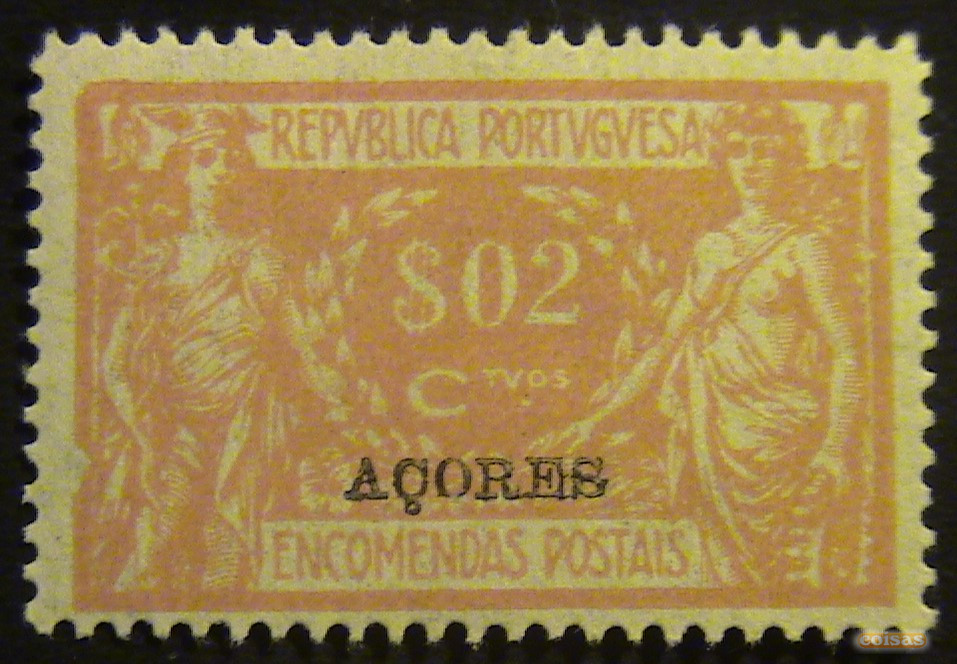 REPVBLICA PORTVGVESA
$02
CTVOS
AÇORES
ENCOMENDAS POSTAIS
coisas